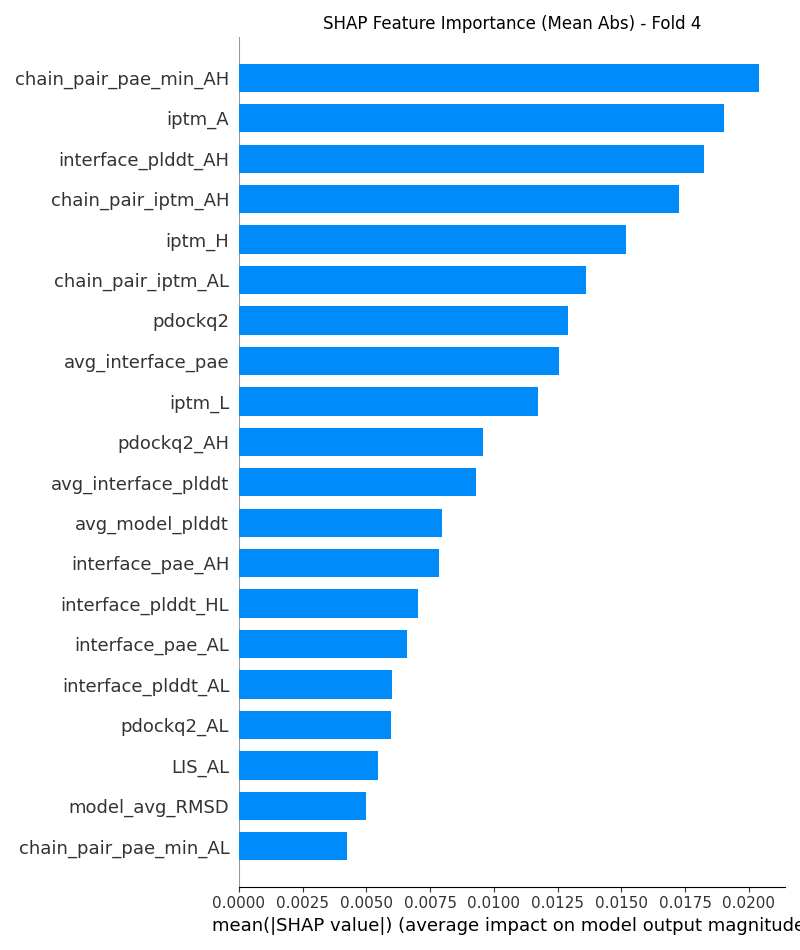 SHAP Feature Importance (Mean Abs) - Fold 4
chain_pair_pae_min_AH
iptm_A
interface_plddt_AH
chain_pair_iptm_AH
iptm_H
chain_pair_iptm_AL
pdockq2
avg_interface_pae
iptm_L
pdockq2_AH
avg_interface_plddt
avg_model_plddt
interface_pae_AH
interface_plddt_HL
interface_pae_AL
interface_plddt_AL
pdockq2_AL
LIS_AL
model_avg_RMSD
chain_pair_pae_min_AL
0.0000 0.0025 0.0050 0.0075 0.0100 0.0125 0.0150 0.0175 0.0200
mean(|SHAP value|) (average impact on model output magnitude